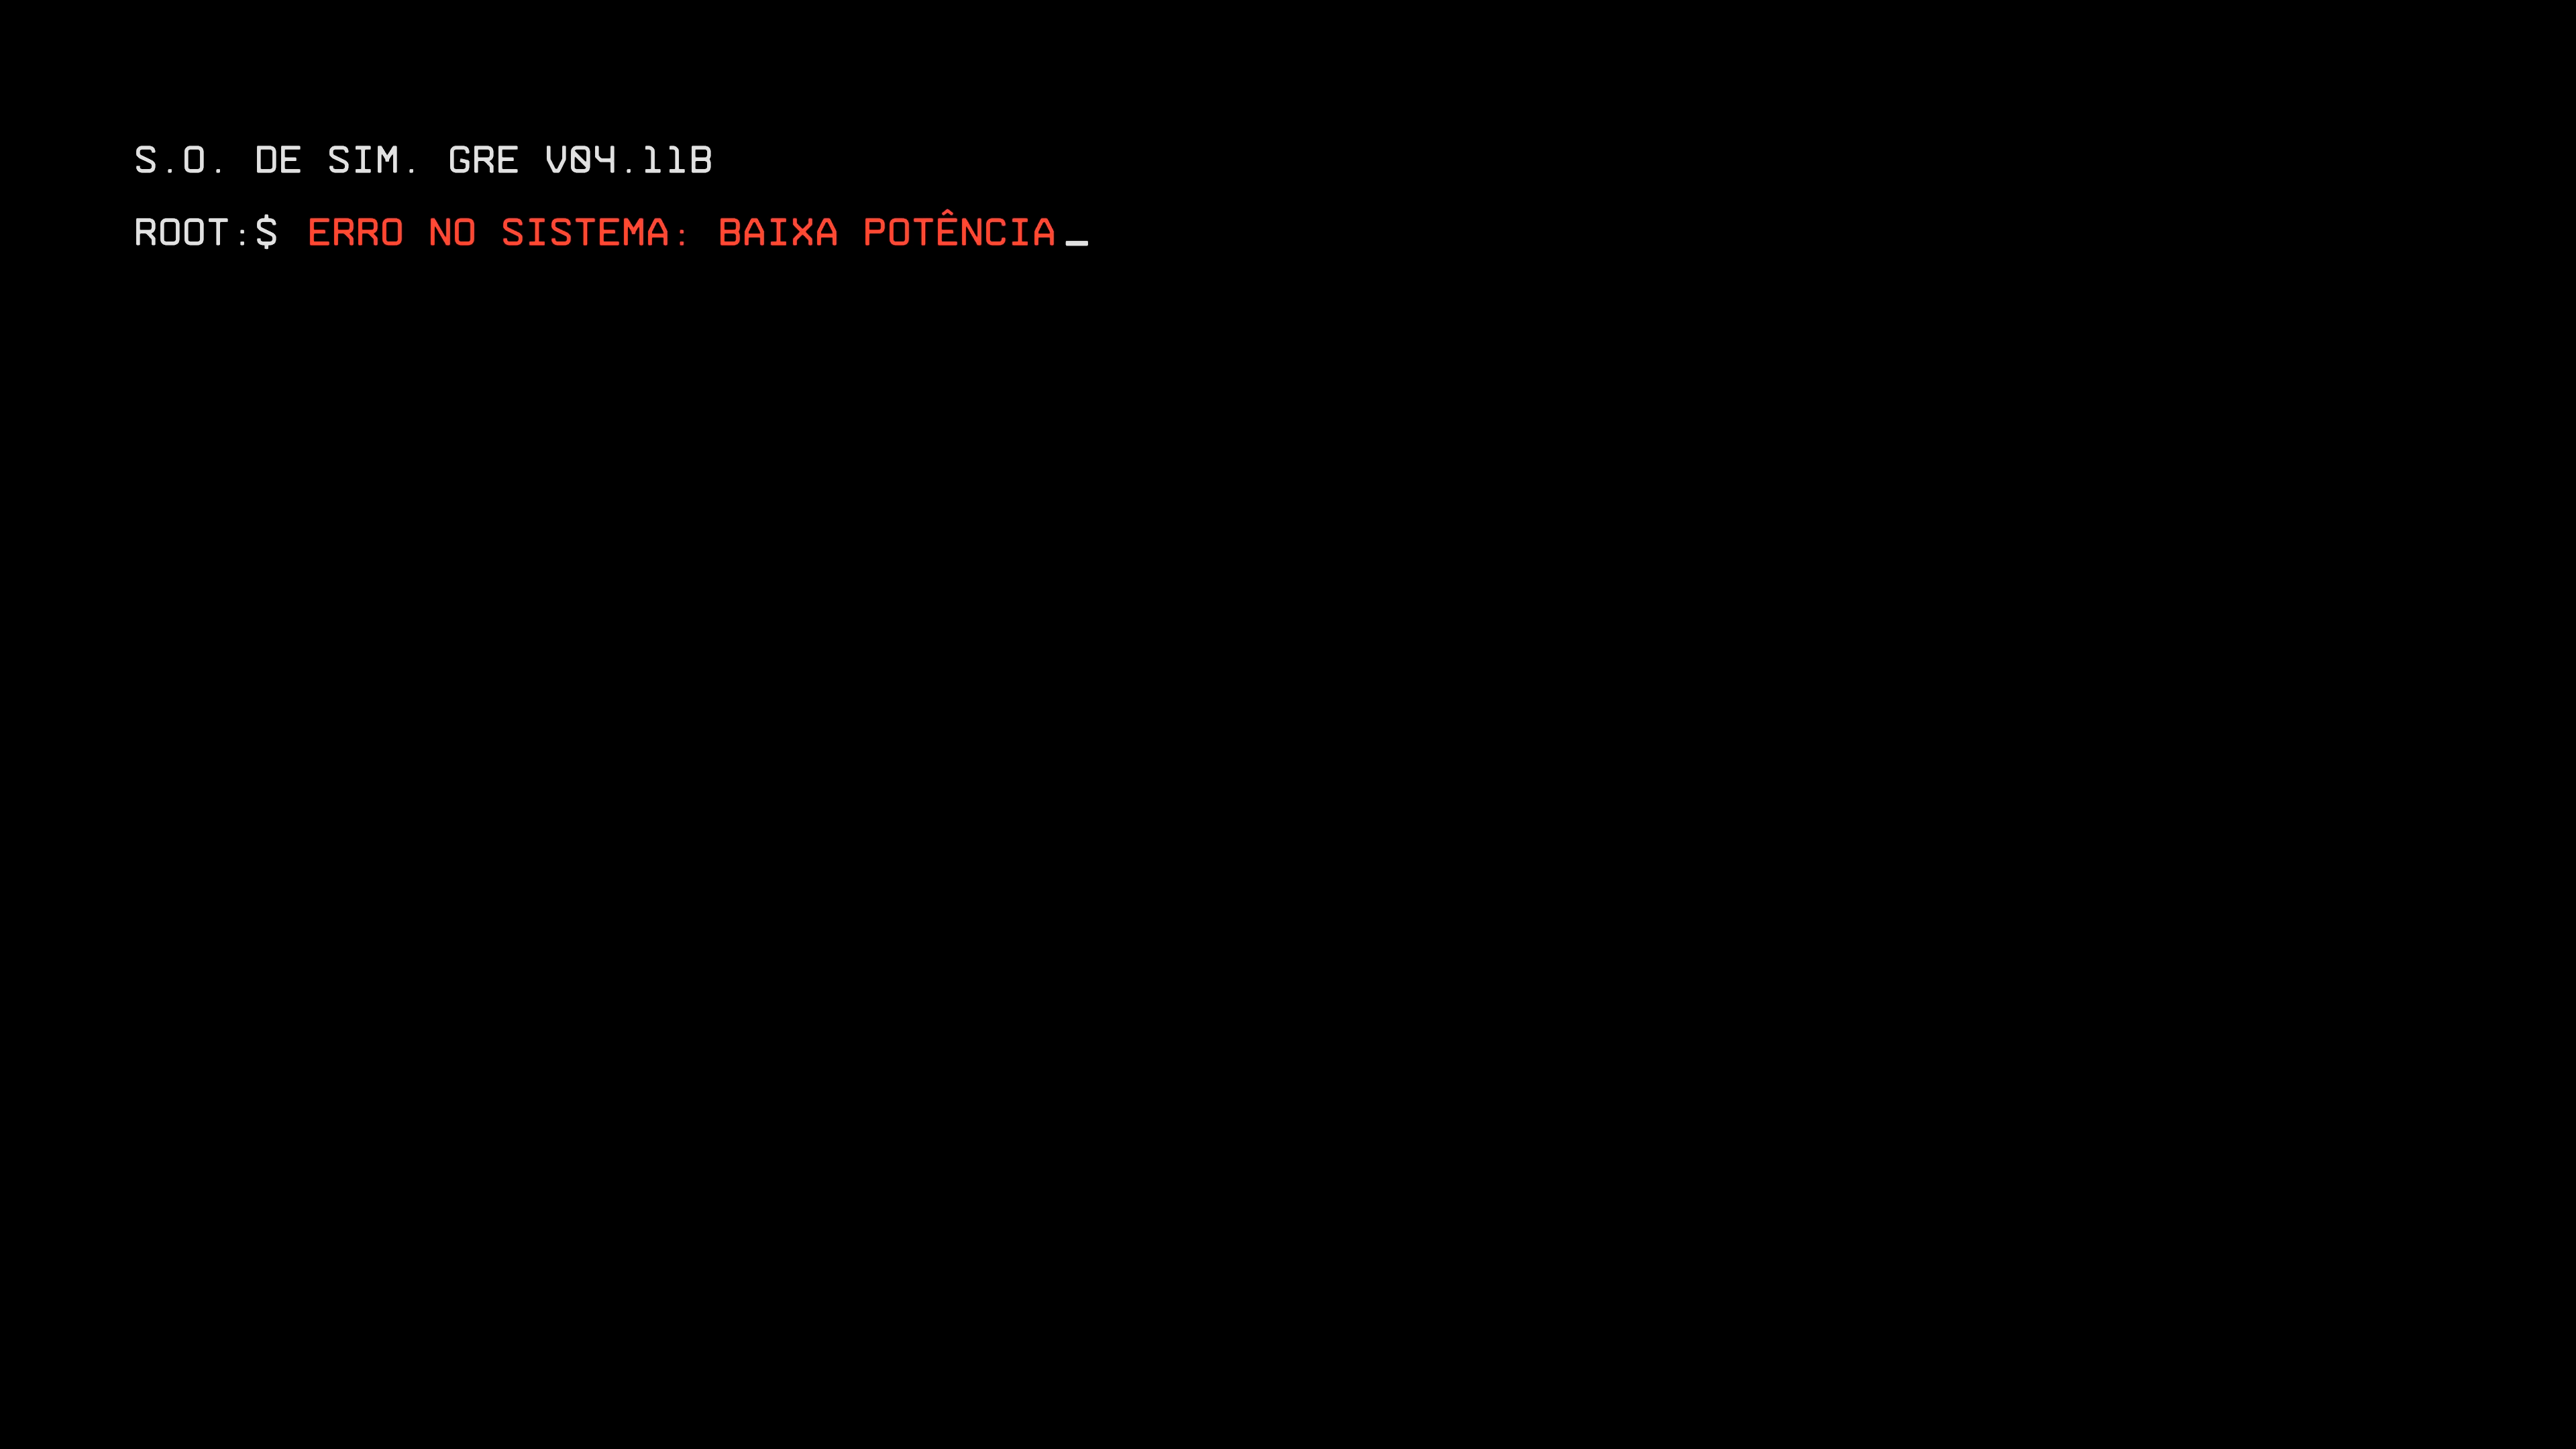 S.O. DE SIM. GRE V04.11B
ROOT:$ ERRO NO SISTEMA: BAIXA POTÊNCIA_